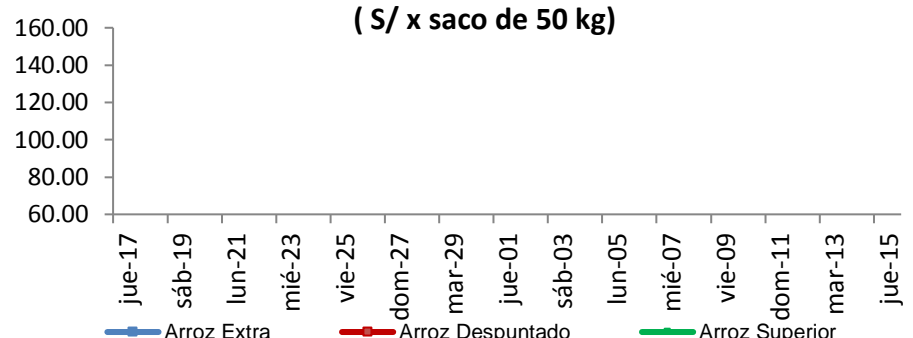 ( S/ x saco de 50 kg)
160.00
140.00
120.00
100.00
80.00
60.00
jue-17 sáb-19 lun-21 mié-23 vie-25 dom-27 mar-29 jue-01 sáb-03 lun-05 mié-07 vie-09 dom-11 mar-13 jue-15
Arroz Extra Arroz Despuntado Arroz Superior